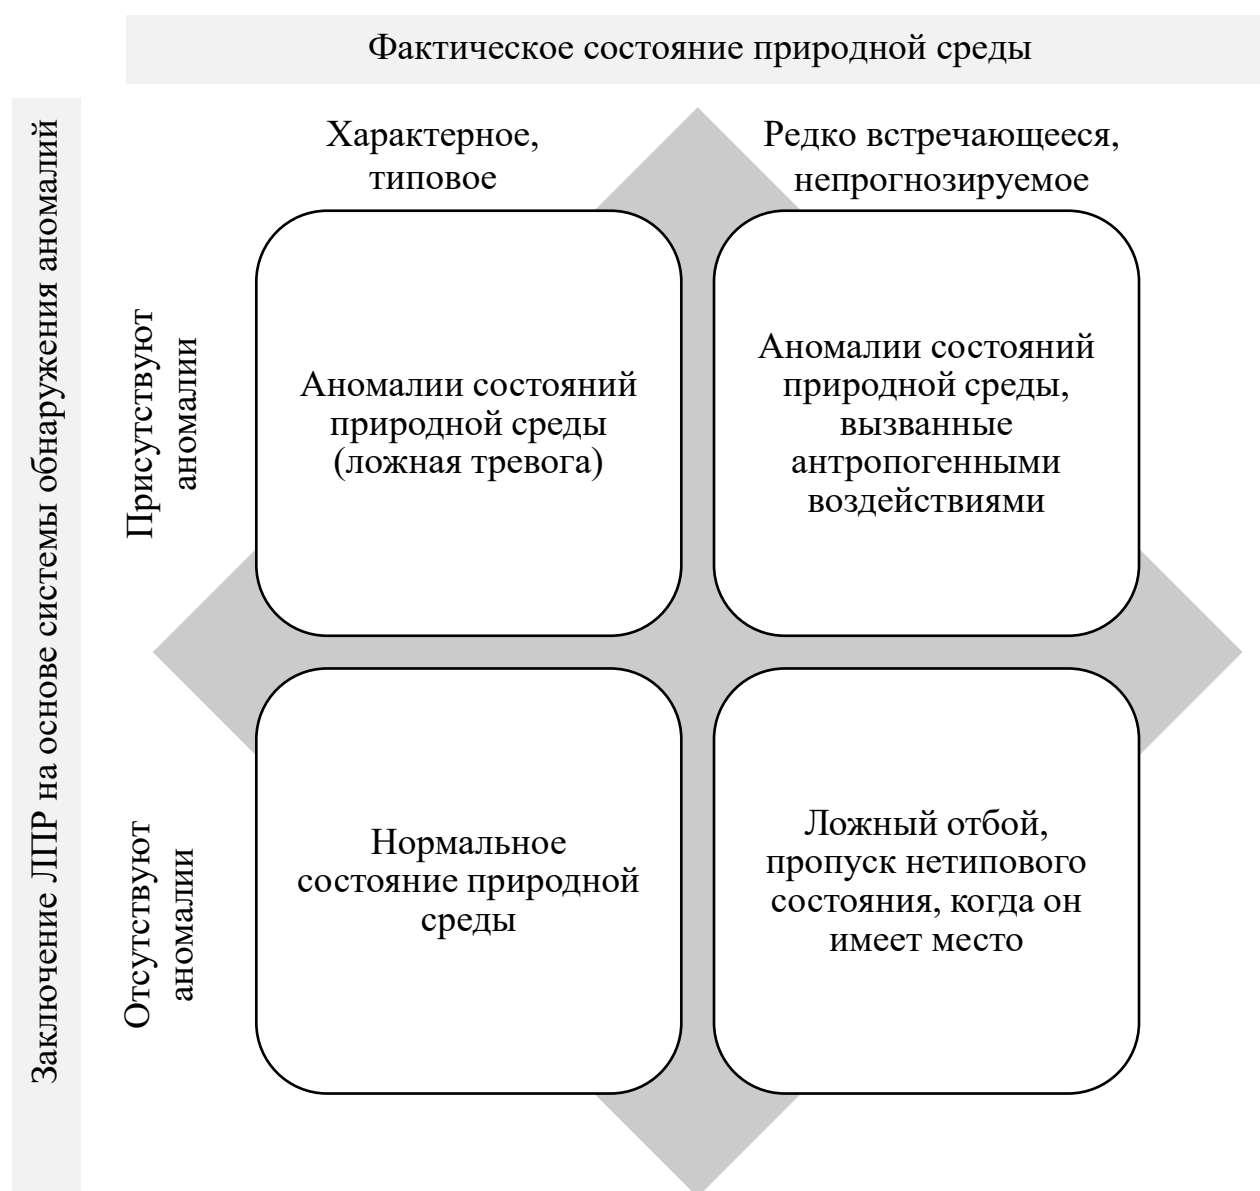 Фактическое состояние природной среды
Заключение ЛПР на основе системы обнаружения аномалий
Характерное,
типовое
Редко встречающееся,
непрогнозируемое
Присутствуют
аномалии
Аномалии состояний
природной среды
(ложная тревога)
Аномалии состояний
природной среды,
вызванные
антропогенными
воздействиями
Отсутствуют
аномалии
Нормальное
состояние природной
среды
Ложный отбой,
пропуск нетипового
состояния, когда он
имеет место